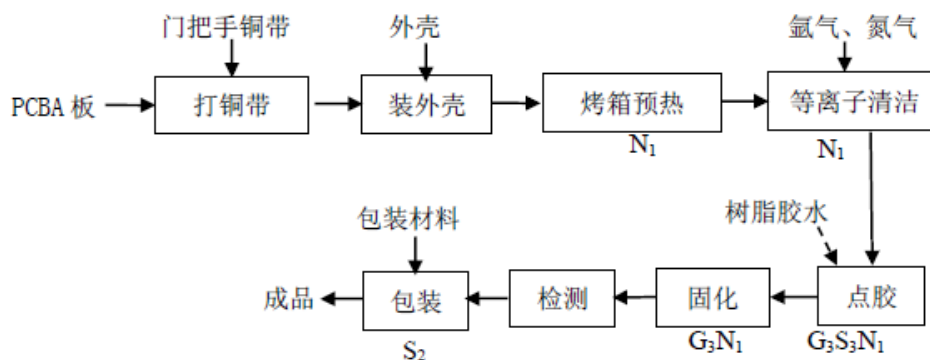 门把手铜带
外壳
氩气、氮气
PCBA 板
打铜带
装外壳
烤箱预热
等离子清洁
N₁
N₁
包装材料
树脂胶水
成品
包装
检测
固化
点胶
S₂
G₃N₁
G₃S₃N₁